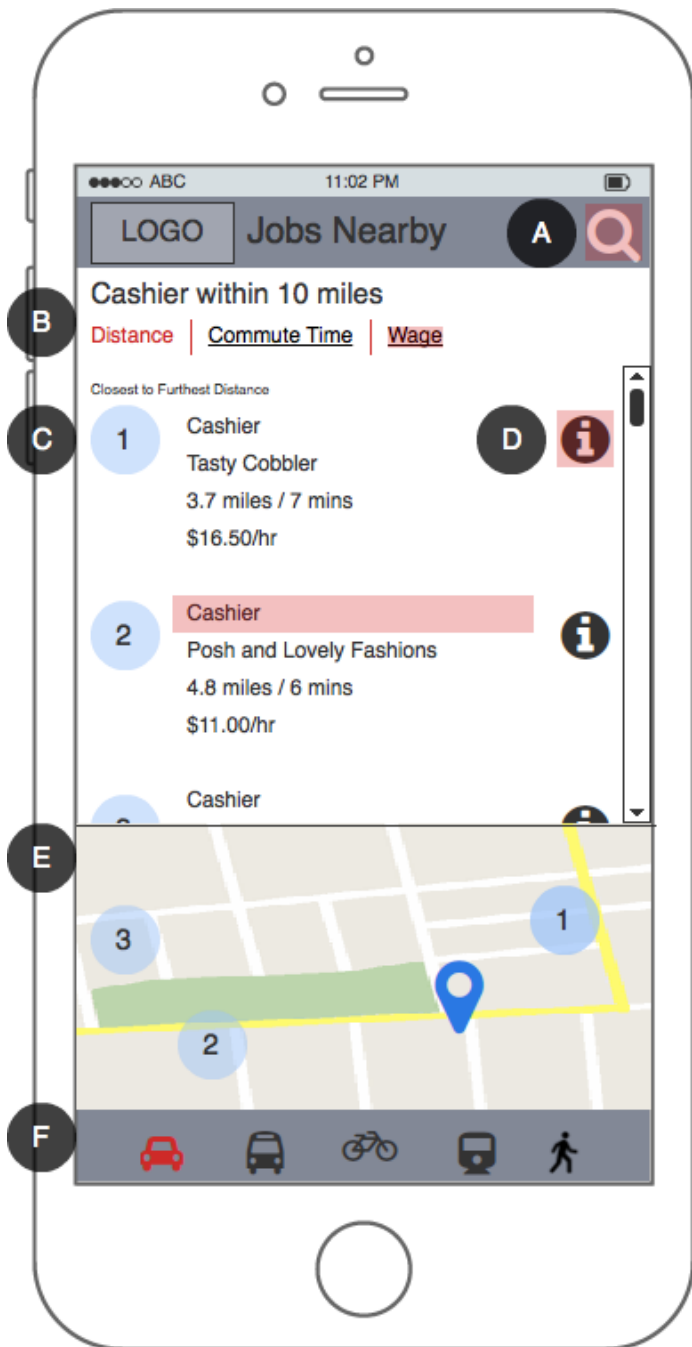 ABC 11:02 PM
LOGO Jobs Nearby A
Cashier within 10 miles
B
Distance Commute Time Wage
Closest to Furthest Distance
C 1 Cashier D i
Tasty Cobbler
3.7 miles / 7 mins
$16.50/hr
Cashier
2 i
Posh and Lovely Fashions
4.8 miles / 6 mins
$11.00/hr
Cashier
E
1
3
2
F